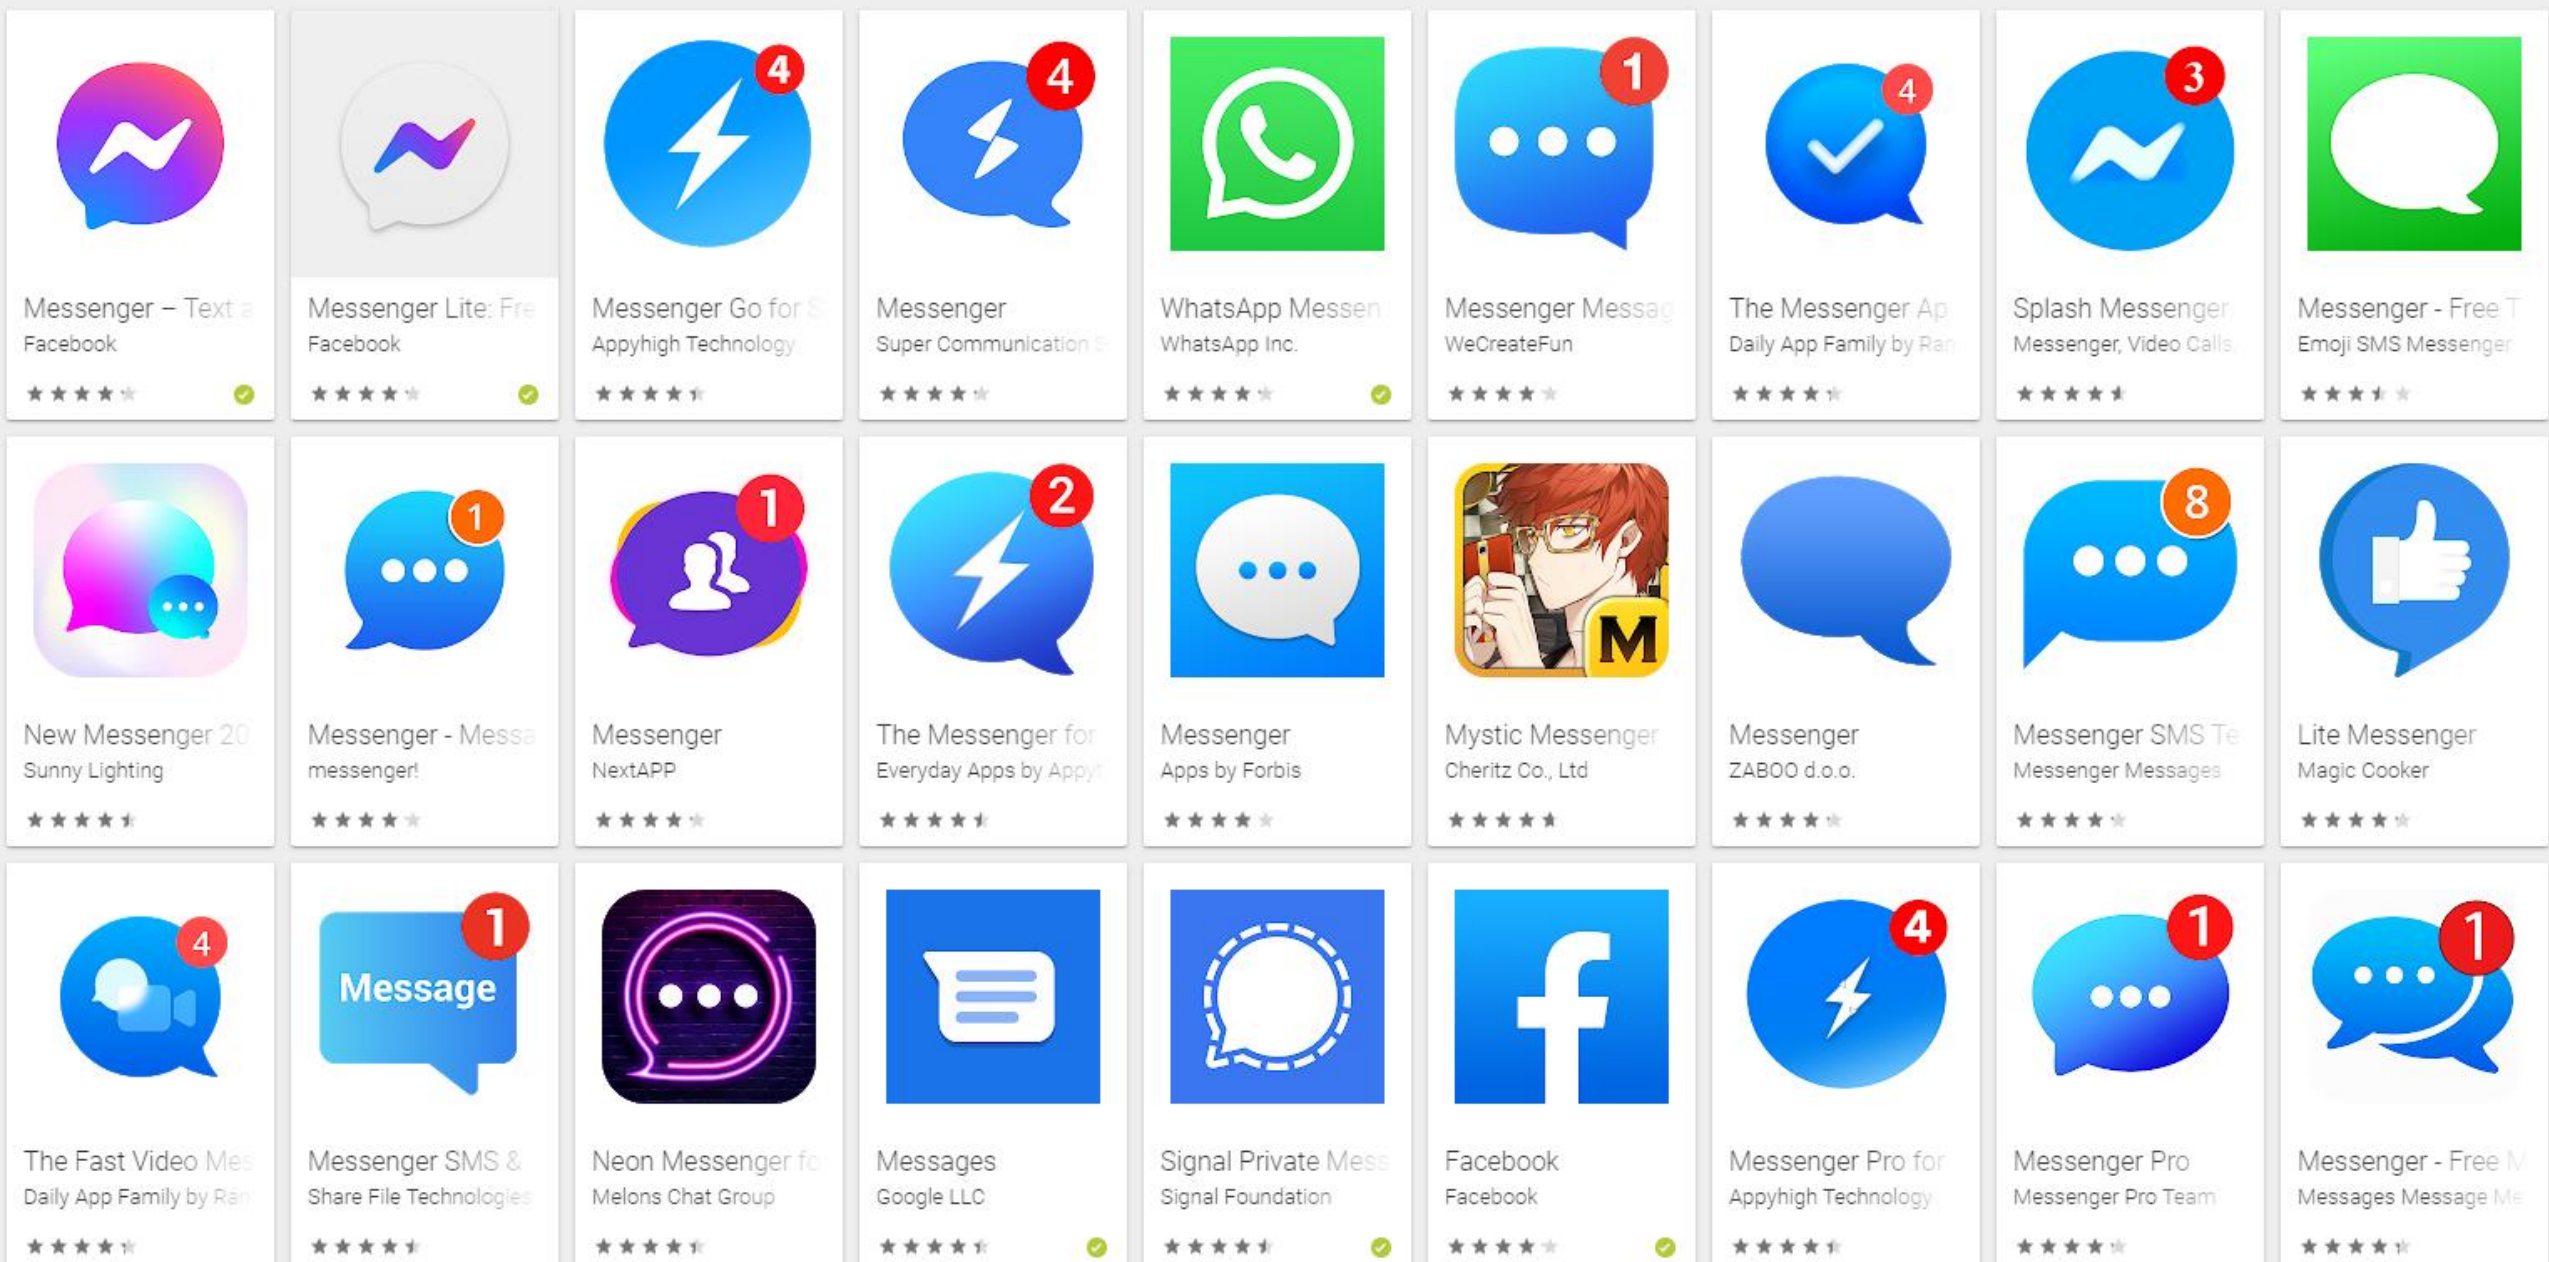 Messenger – Text a
Facebook
Messenger Lite: Fre
Facebook
4
Messenger Go for S
Appyhigh Technology
4
Messenger
Super Communication S
WhatsApp Messen
WhatsApp Inc.
1
Messenger Messag
WeCreateFun
4
The Messenger Ap
Daily App Family by Ran
3
Splash Messenger
Messenger, Video Calls,
Messenger - Free T
Emoji SMS Messenger
New Messenger 20
Sunny Lighting
1
Messenger - Messa
messenger!
1
Messenger
NextAPP
2
The Messenger for
Everyday Apps by Appyt
Messenger
Apps by Forbis
M
Mystic Messenger
Cheritz Co., Ltd
Messenger
ZABOO d.o.o.
8
Messenger SMS Te
Messenger Messages
Lite Messenger
Magic Cooker
4
The Fast Video Mes
Daily App Family by Ran
1
Message
Messenger SMS &
Share File Technologies
Neon Messenger fo
Melons Chat Group
Messages
Google LLC
Signal Private Mess
Signal Foundation
f
Facebook
Facebook
4
Messenger Pro for
Appyhigh Technology
1
Messenger Pro
Messenger Pro Team
1
Messenger - Free M
Messages Message Me